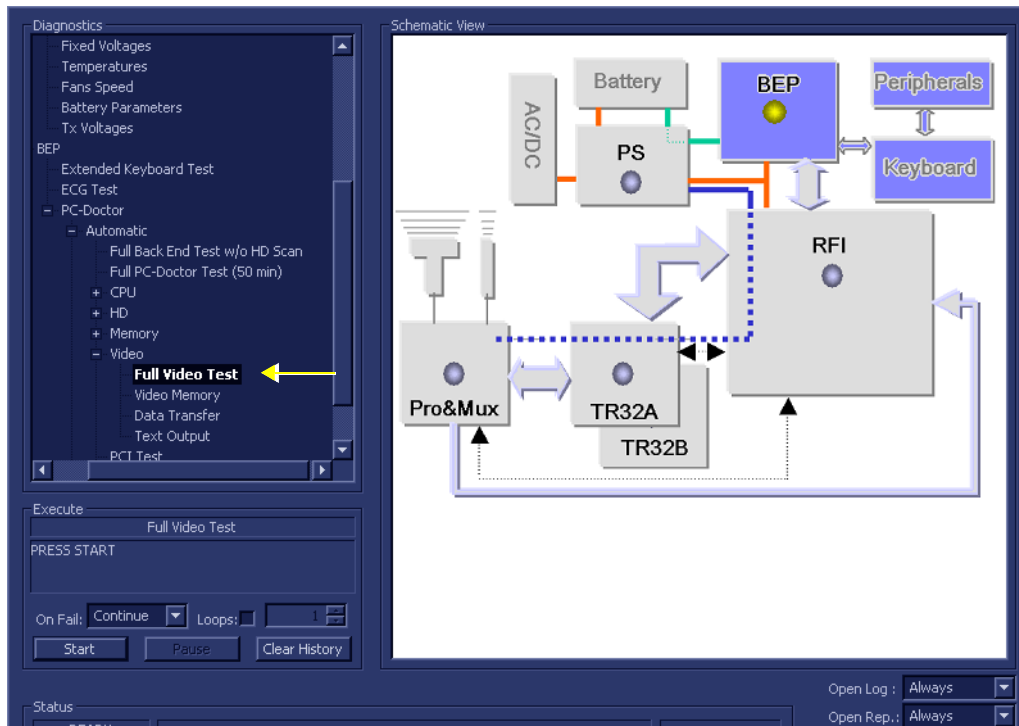 Diagnostics
Fixed Voltages
Temperatures
Fans Speed
Battery Parameters
Tx Voltages
BEP
Extended Keyboard Test
ECG Test
PC-Doctor
Automatic
Full Back End Test w/o HD Scan
Full PC-Doctor Test (50 min)
CPU
HD
Memory
Video
Full Video Test
Video Memory
Data Transfer
Text Output
PCI Test
Execute
Full Video Test
PRESS START
On Fail: Continue Loops: 1
Start Pause Clear History
Status
Schematic View
Battery
AC/DC
PS
BEP
Peripherals
Keyboard
RFI
Pro&Mux
TR32A
TR32B
Open Log : Always
Open Rep.: Always